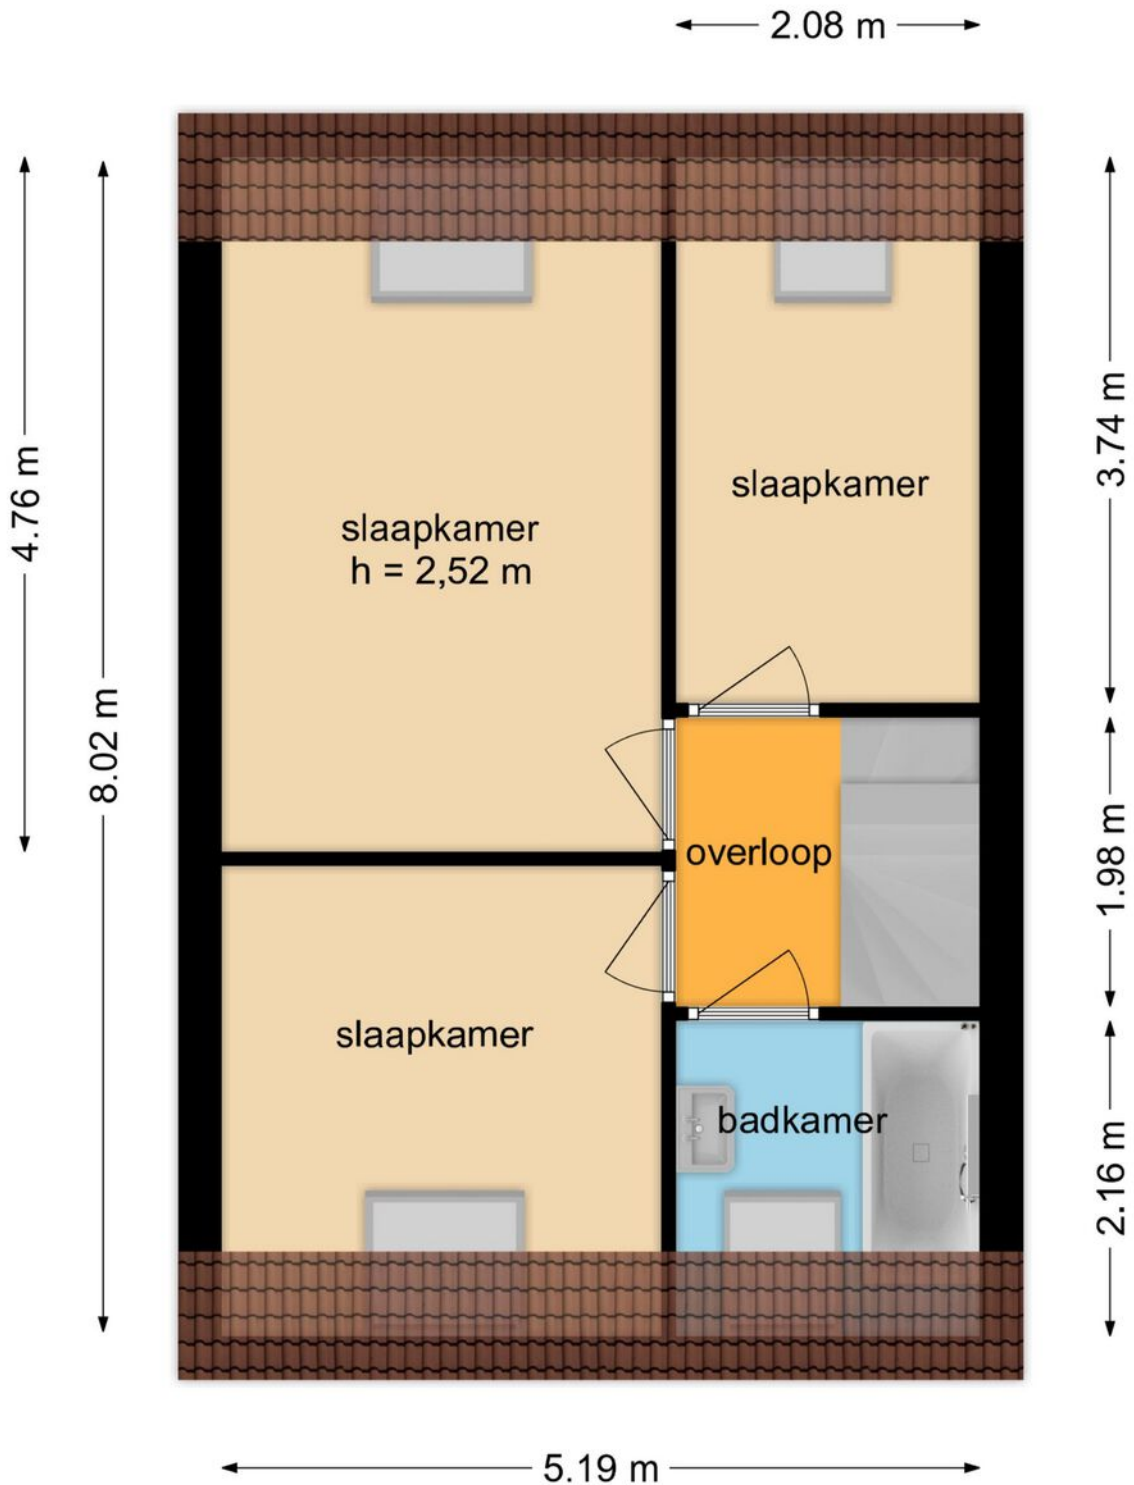 2.08 m
4.76 m
8.02 m
3.74 m
slaapkamer
slaapkamer
h = 2,52 m
overloop
1.98 m
slaapkamer
badkamer
2.16 m
5.19 m